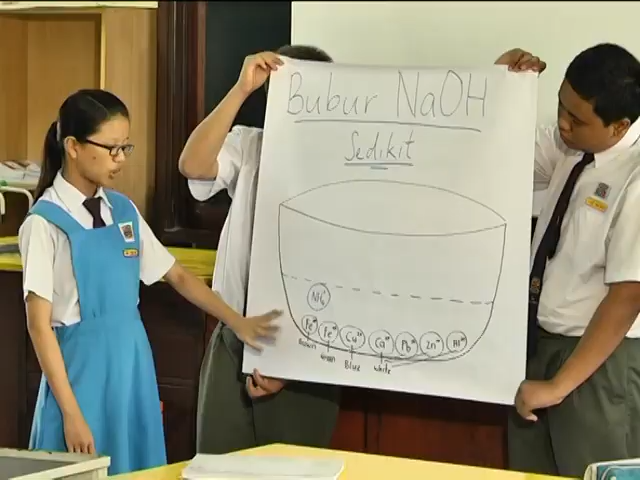 Bubur NaOH
Sedikit
NH₄⁺
Fe³⁺ Fe²⁺ Cu²⁺ Ca²⁺ Pb²⁺ Zn²⁺ Al³⁺
Brown Green Blue white